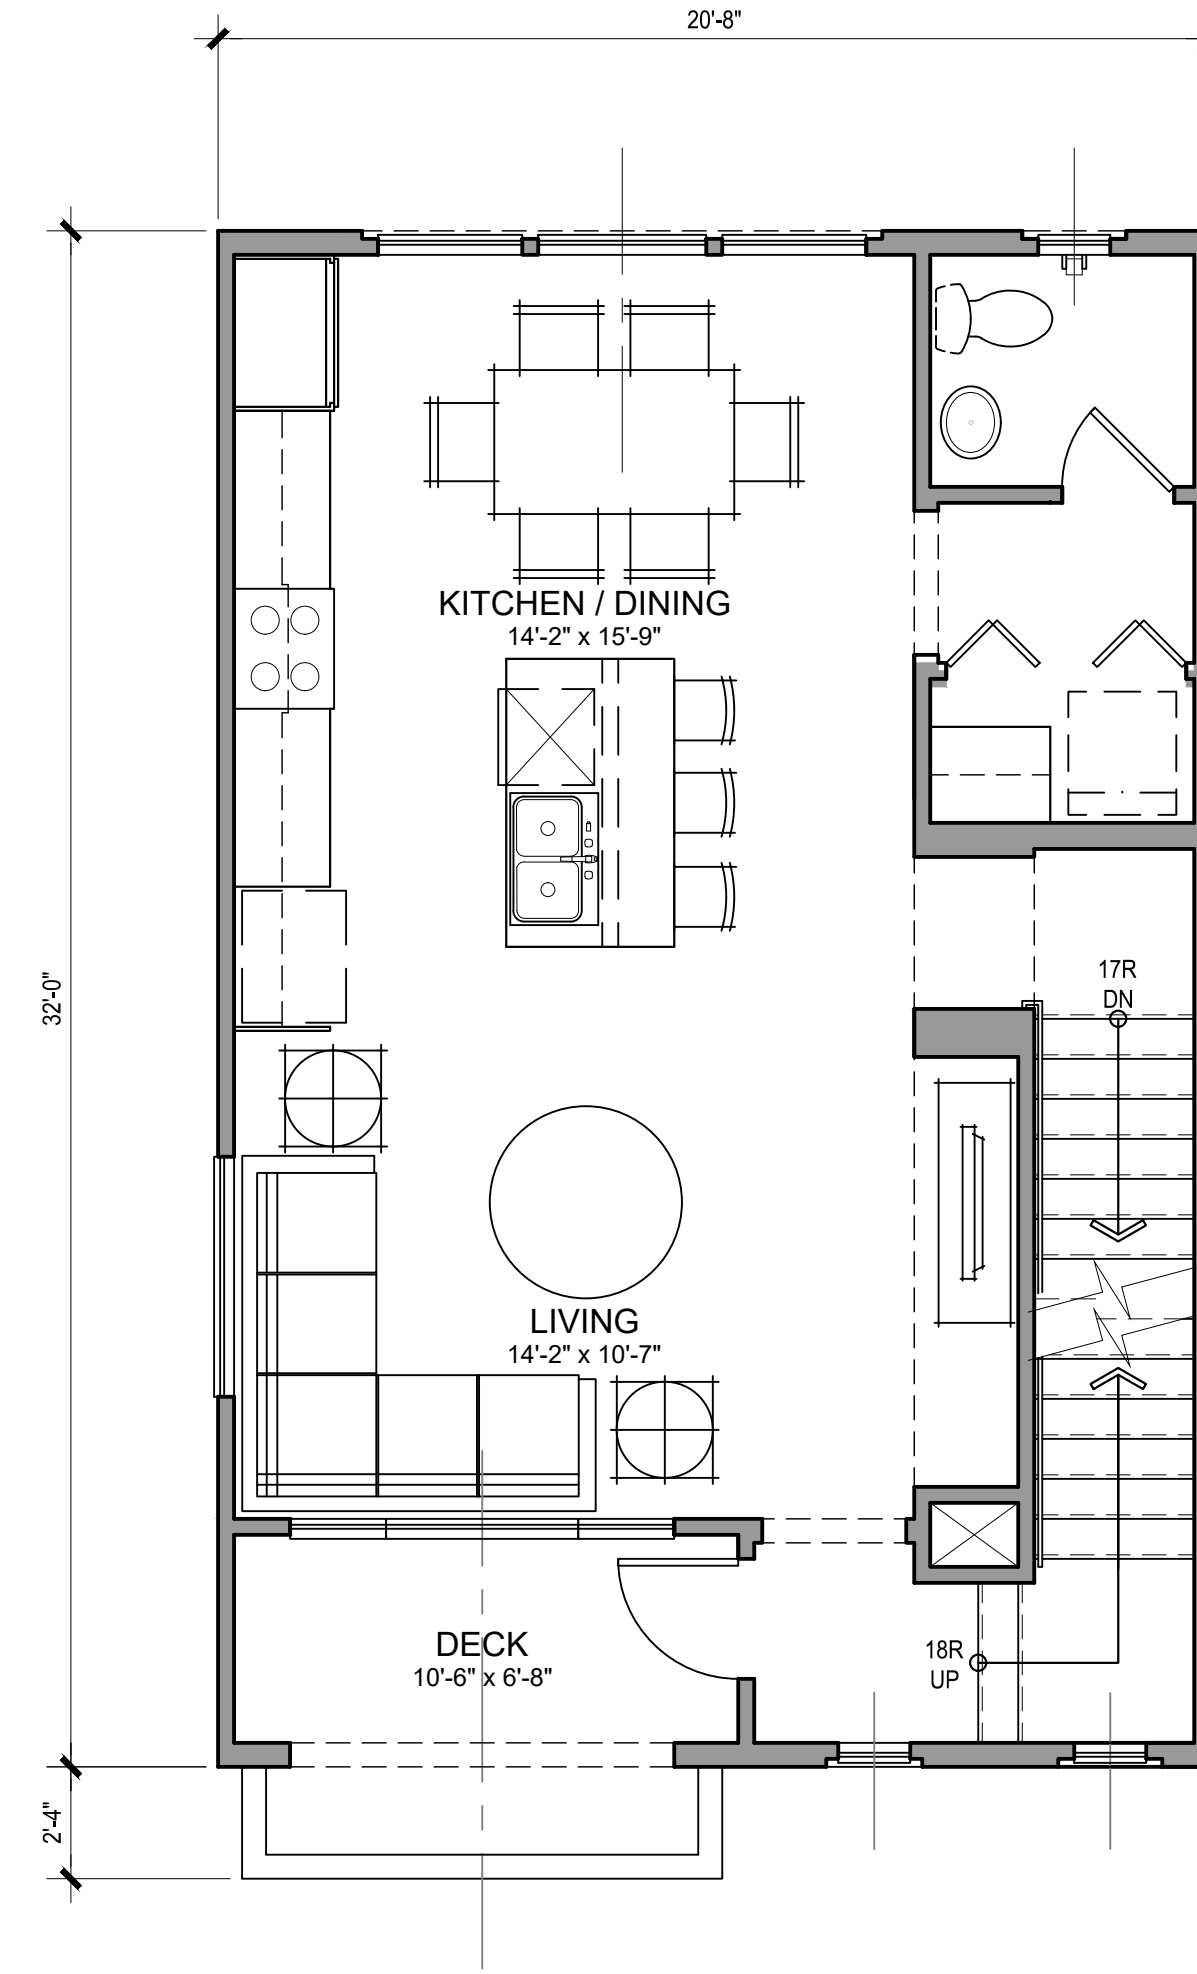 20'-8"
KITCHEN / DINING
14'-2" x 15'-9"
32'-0"
17R
DN
LIVING
14'-2" x 10'-7"
DECK
10'-6" x 6'-8"
18R
UP
2'-4"